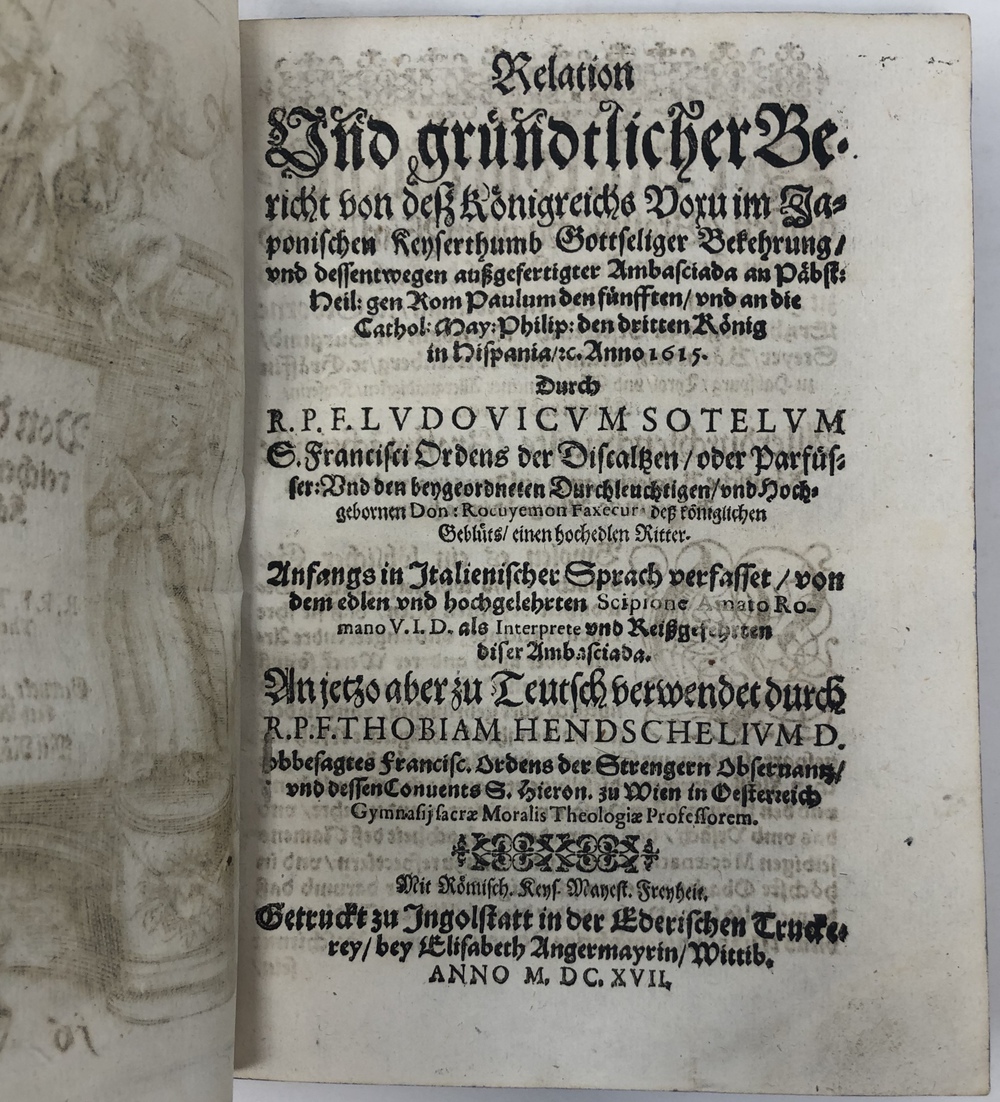 Relation
Und gründtlicher Be-
richt von deß Königreichs Voxu im Ja-
ponischen Keyserthumb Gottseliger Bekehrung/
vnd dessentwegen außgefertigter Ambasciada an Päbst:
Heil: gen Rom Paulum den fünfften/ vnd an die
Cathol: May: Philip: den dritten König
in Hispania/ꝛc. Anno 1615.
Durch
R. P. F. LVDOVICVM SOTELVM
S. Francisci Ordens der Discaltzen/ oder Parfüs-
ser: Vnd den beygeordneten Durchleuchtigen/ vnd Hoch-
gebornen Don: Rocuyemon Faxecur deß königlichen
Geblüts/ einen hochedlen Ritter.
Anfangs in Italienischer Sprach verfasset/ von
dem edlen vnd hochgelehrten Scipione Amato Ro-
mano V. I. D. als Interprete vnd Reißgefehrten
diser Ambasciada.
An jetzo aber zu Teutsch verwendet durch
R. P. F. THOBIAM HENDSCHELIVM D.
obbesagtes Francisc. Ordens der Strengern Obseruantz/
vnd dessen Conuents S. Hieron. zu Wien in Oesterreich
Gymnasij sacræ Moralis Theologiæ Professorem.
Mit Römisch. Keys. Mayest. Freyheit.
Getruckt zu Ingolstatt in der Ederischen Trucke-
rey/ bey Elisabeth Angermayrin/ Wittib.
ANNO M. DC. XVII.